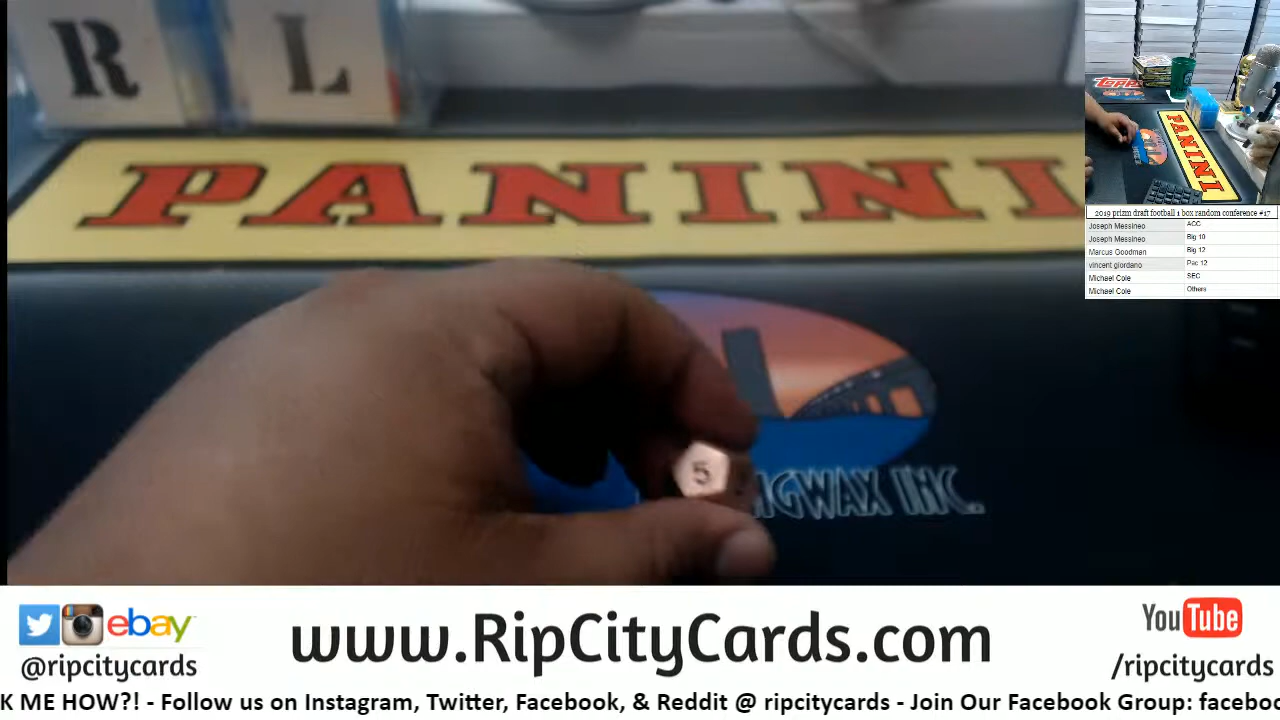 R L
PANINI
TOPPS
PANINI
2019 prizm draft football 1 box random conference #17
Joseph Messineo ACC
Joseph Messineo Big 10
Marcus Goodman Big 12
vincent giordano Pac 12
Michael Cole SEC
Michael Cole Others
5
GWAX INC.
ebay
@ripcitycards
www.RipCityCards.com
YouTube
/ripcitycards
K ME HOW?! - Follow us on Instagram, Twitter, Facebook, & Reddit @ ripcitycards - Join Our Facebook Group: faceboo